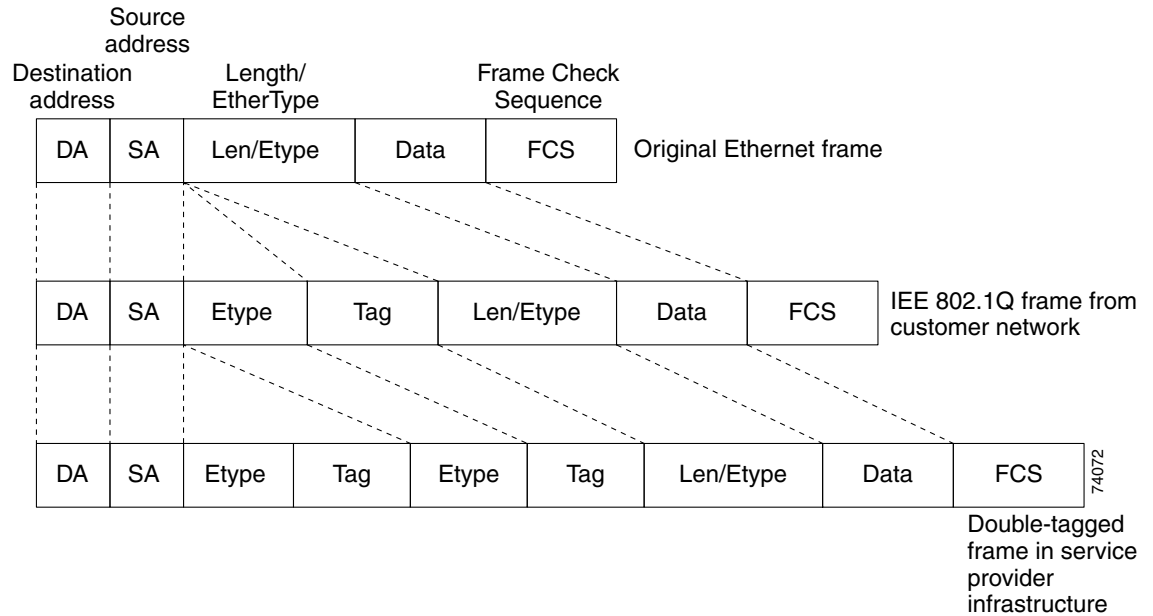 Source
address
Destination
address
Length/
EtherType
Frame Check
Sequence
DA SA Len/Etype Data FCS Original Ethernet frame
DA SA Etype Tag Len/Etype Data FCS
IEE 802.1Q frame from
customer network
DA SA Etype Tag Etype Tag Len/Etype Data FCS
74072
Double-tagged
frame in service
provider
infrastructure